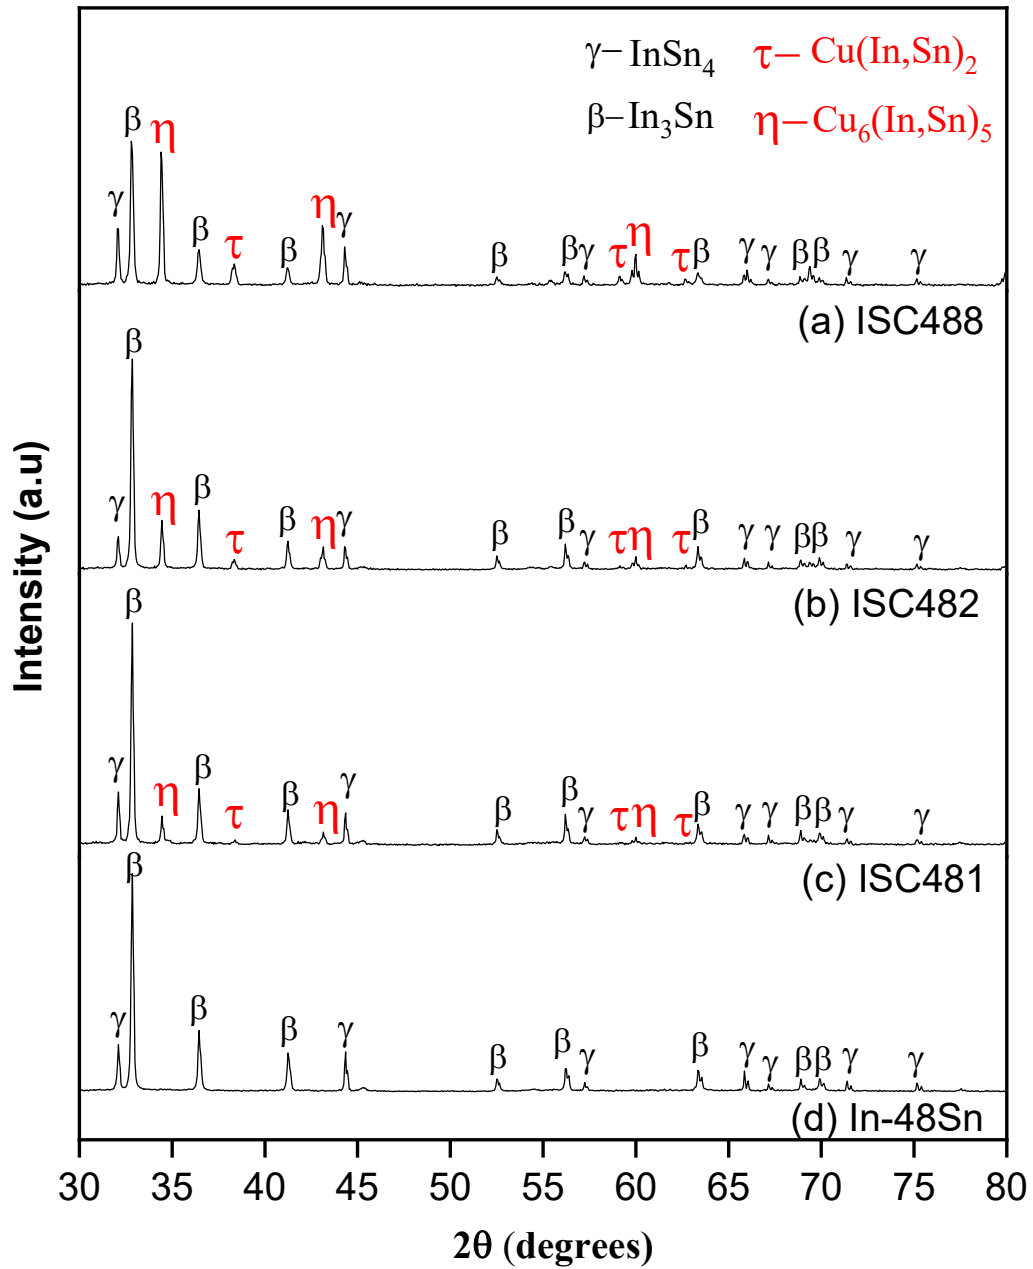 γ–InSn₄ τ–Cu(In,Sn)₂
β–In₃Sn η–Cu₆(In,Sn)₅
γ β η β τ β η γ β β γ τ η τ β γ γ β β γ γ
(a) ISC488
γ β η β τ β η γ β β γ τ η τ β γ γ β β γ γ
(b) ISC482
γ β η β τ β η γ β β γ τ η τ β γ γ β β γ γ
(c) ISC481
γ β β β γ β β γ β γ γ β β γ γ
(d) In-48Sn
30 35 40 45 50 55 60 65 70 75 80
2θ (degrees)
Intensity (a.u)